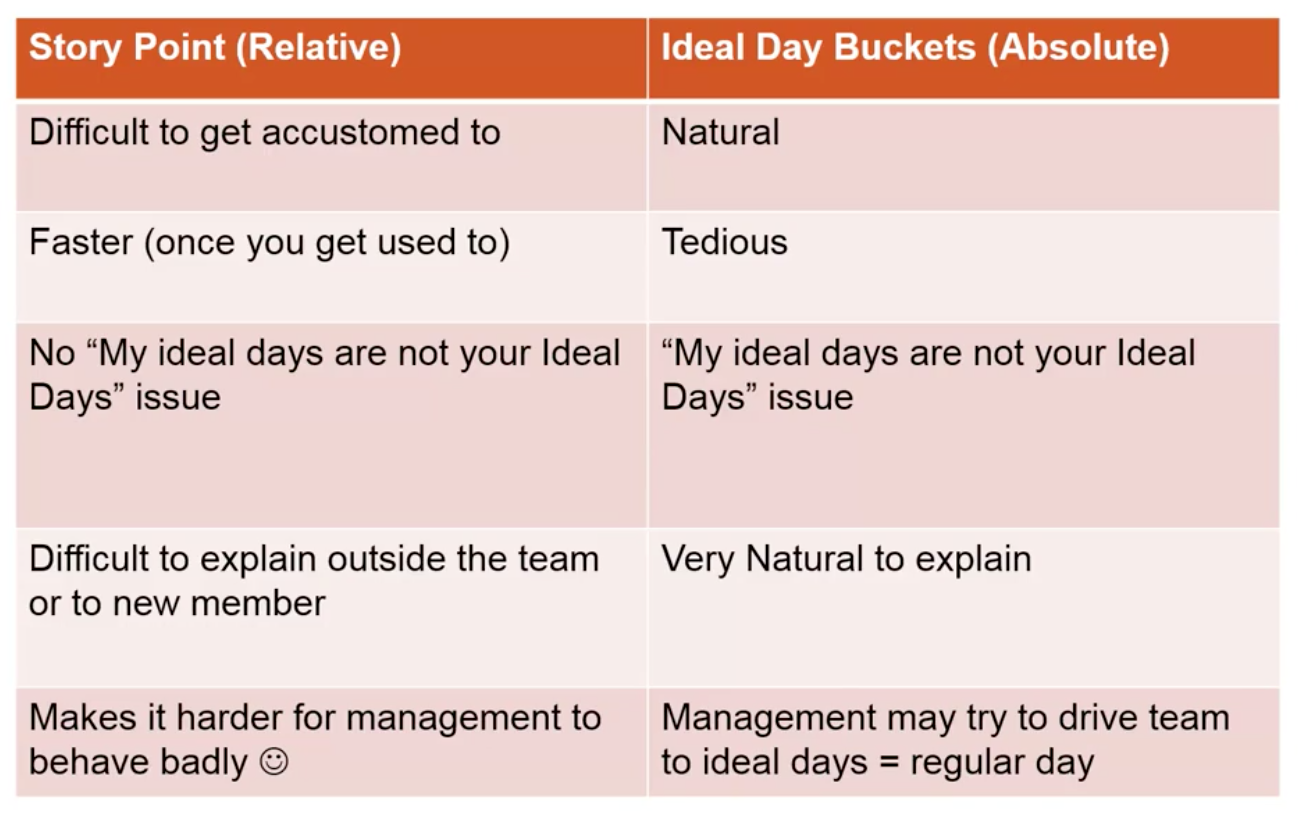 Story Point (Relative)
Ideal Day Buckets (Absolute)
Difficult to get accustomed to
Natural
Faster (once you get used to)
Tedious
No “My ideal days are not your Ideal
Days” issue
“My ideal days are not your Ideal
Days” issue
Difficult to explain outside the team
or to new member
Very Natural to explain
Makes it harder for management to
behave badly ☺
Management may try to drive team
to ideal days = regular day